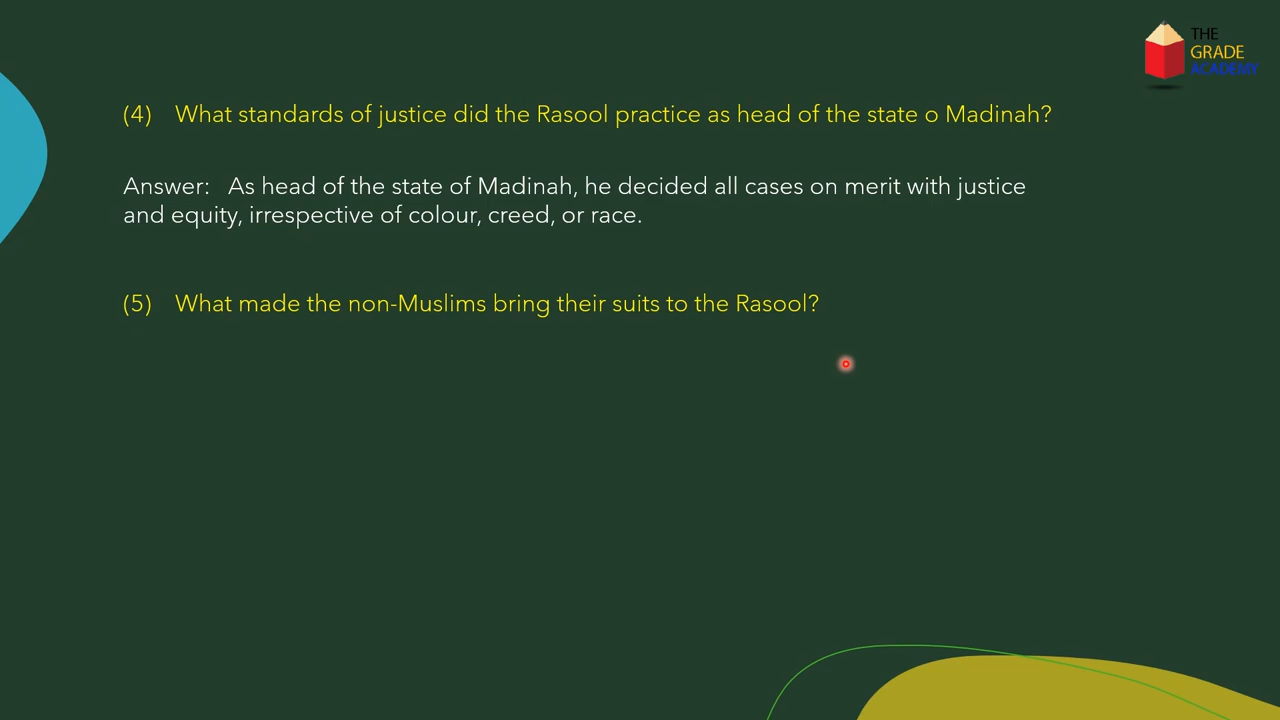 THE
GRADE
ACADEMY
(4) What standards of justice did the Rasool practice as head of the state o Madinah?
Answer: As head of the state of Madinah, he decided all cases on merit with justice
and equity, irrespective of colour, creed, or race.
(5) What made the non-Muslims bring their suits to the Rasool?